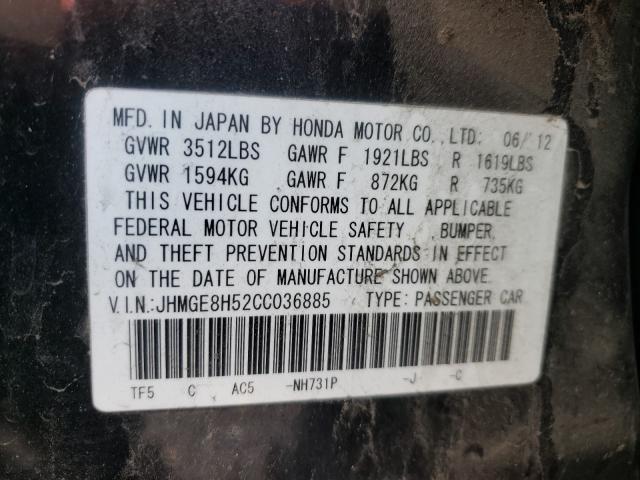 MFD. IN JAPAN BY HONDA MOTOR CO., LTD. 06/12
GVWR 3512LBS GAWR F 1921LBS R 1619LBS
GVWR 1594KG GAWR F 872KG R 735KG
THIS VEHICLE CONFORMS TO ALL APPLICABLE
FEDERAL MOTOR VEHICLE SAFETY , BUMPER,
AND THEFT PREVENTION STANDARDS IN EFFECT
ON THE DATE OF MANUFACTURE SHOWN ABOVE.
V.I.N.:JHMGE8H52CC036885 TYPE: PASSENGER CAR
TF5 C AC5 -NH731P -J -C